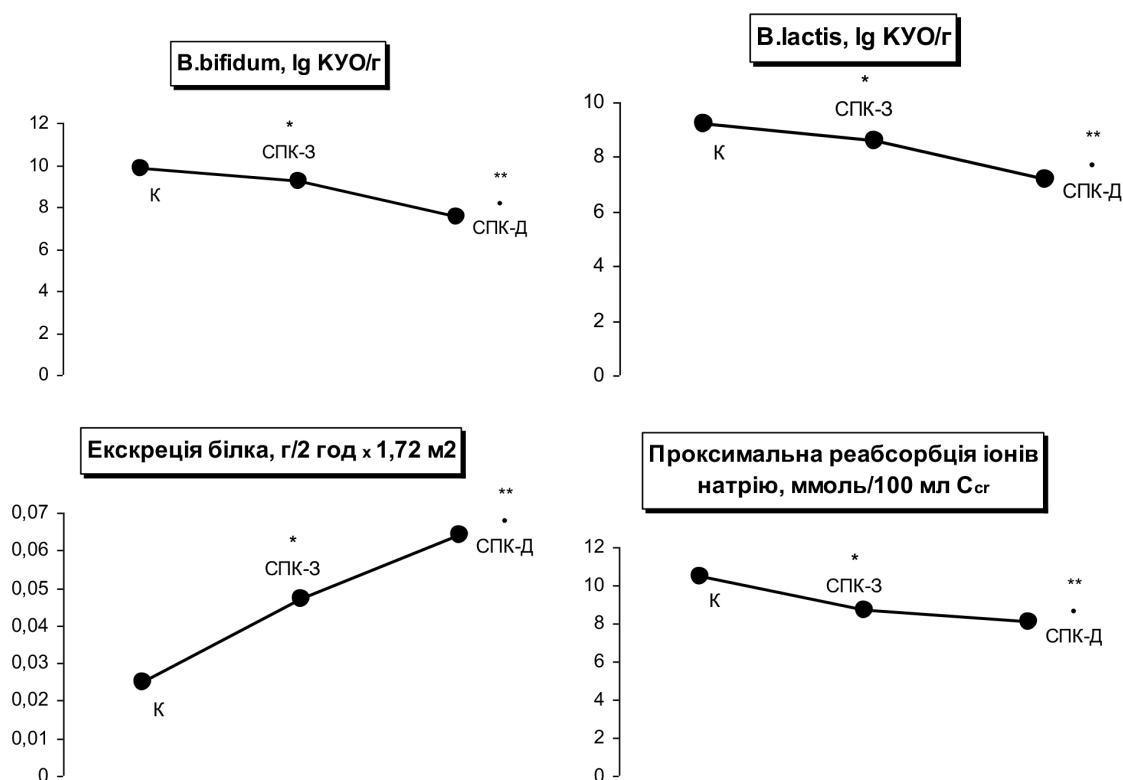 B.bifidum, lg КУО/г
12
10
8
6
4
2
0
К
*
СПК-З
**
•
СПК-Д
B.lactis, lg КУО/г
10
8
6
4
2
0
К
*
СПК-З
**
•
СПК-Д
Екскреція білка, г/2 год x 1,72 м2
0,07
0,06
0,05
0,04
0,03
0,02
0,01
0
К
*
СПК-З
**
•
СПК-Д
Проксимальна реабсорбція іонів
натрію, ммоль/100 мл Ccr
12
10
8
6
4
2
0
К
*
СПК-З
**
•
СПК-Д